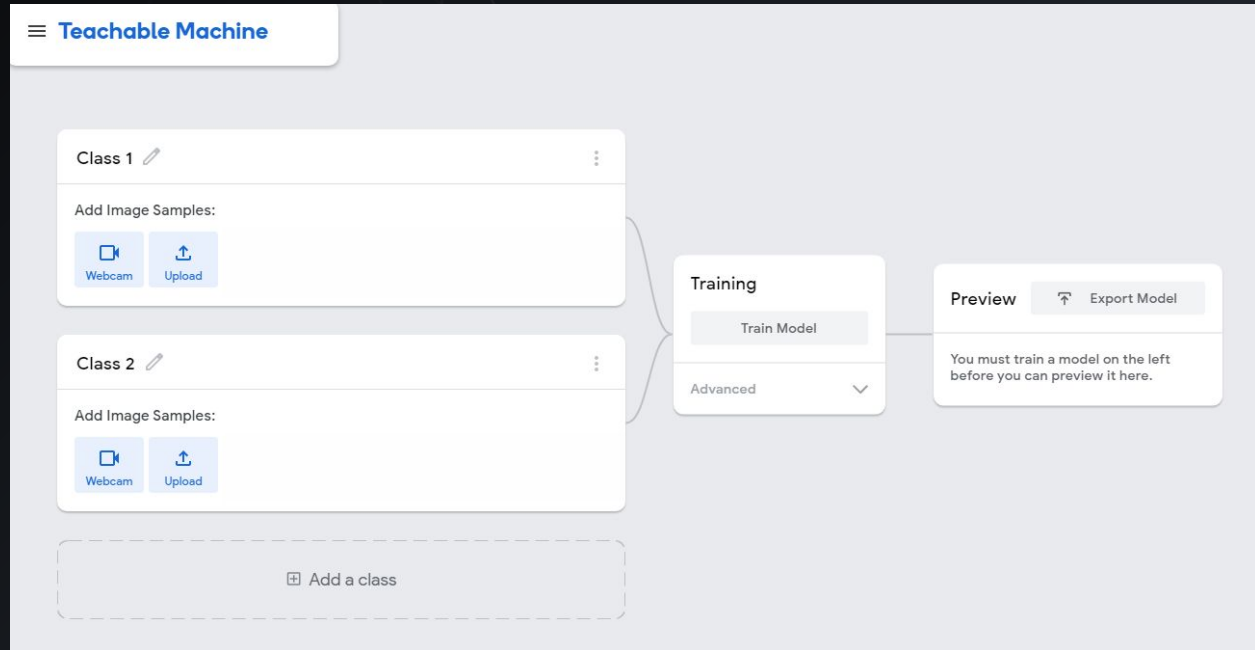 Teachable Machine
Class 1
Add Image Samples:
Webcam
Upload
Class 2
Add Image Samples:
Webcam
Upload
Add a class
Training
Train Model
Advanced
Preview
Export Model
You must train a model on the left
before you can preview it here.